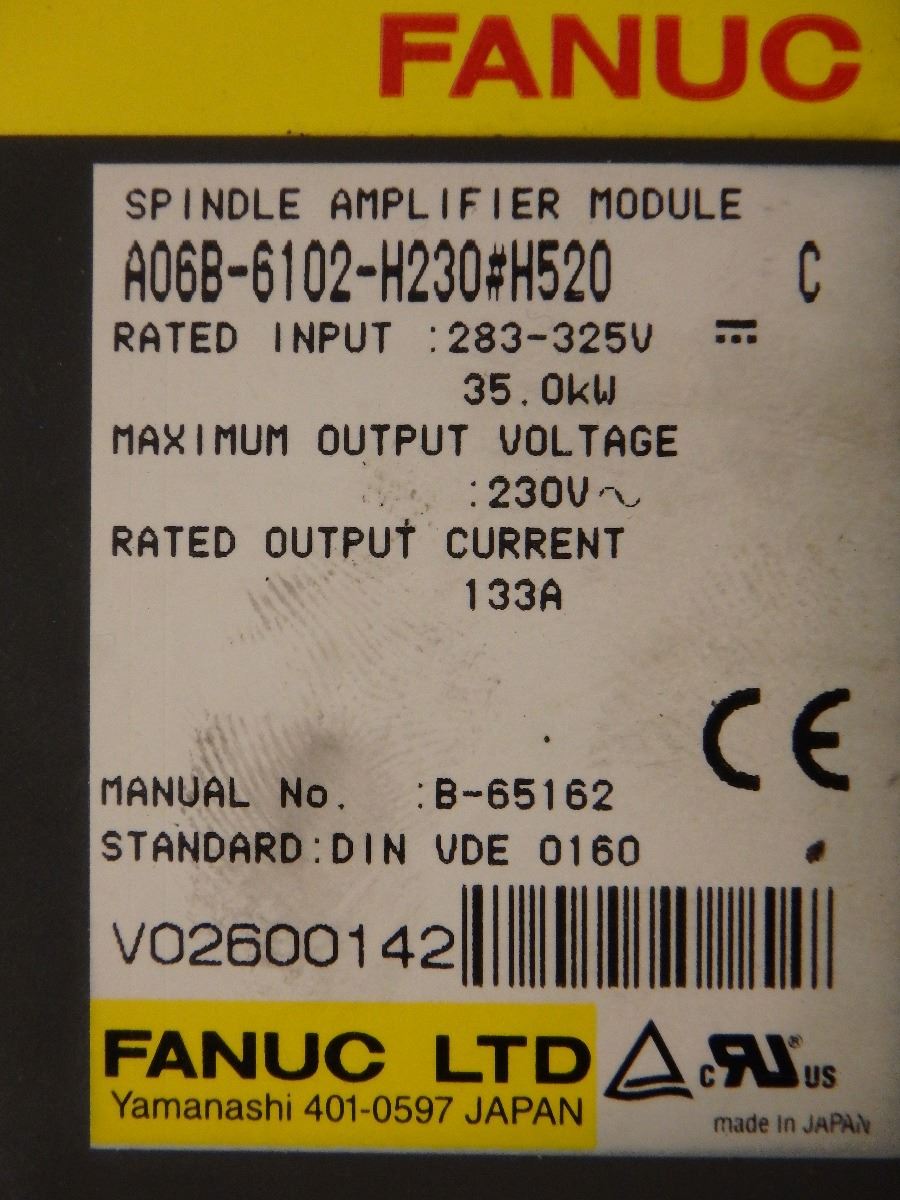 FANUC
SPINDLE AMPLIFIER MODULE
A06B-6102-H230#H520 C
RATED INPUT :283-325V ⎓
35.0kW
MAXIMUM OUTPUT VOLTAGE
:230V～
RATED OUTPUT CURRENT
133A
CE
MANUAL No. :B-65162
STANDARD:DIN VDE 0160
V02600142
FANUC LTD
Yamanashi 401-0597 JAPAN
c RU ® US
made in JAPAN